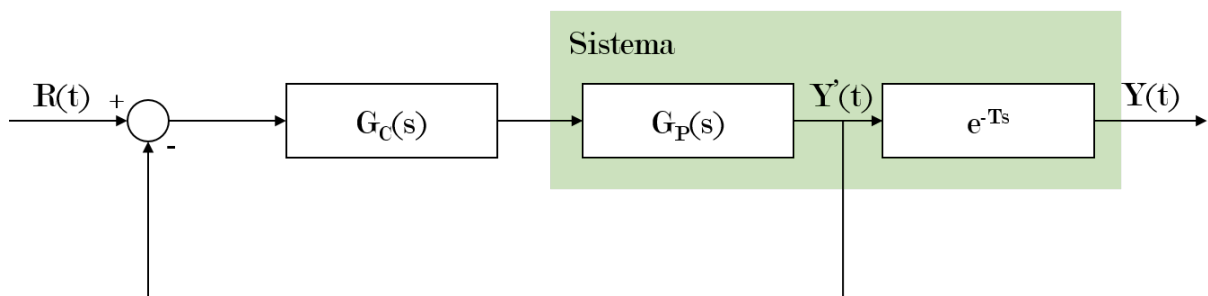 Sistema
R(t) + Y'(t) Y(t)
G_C(s) G_P(s) e^{-Ts}
-